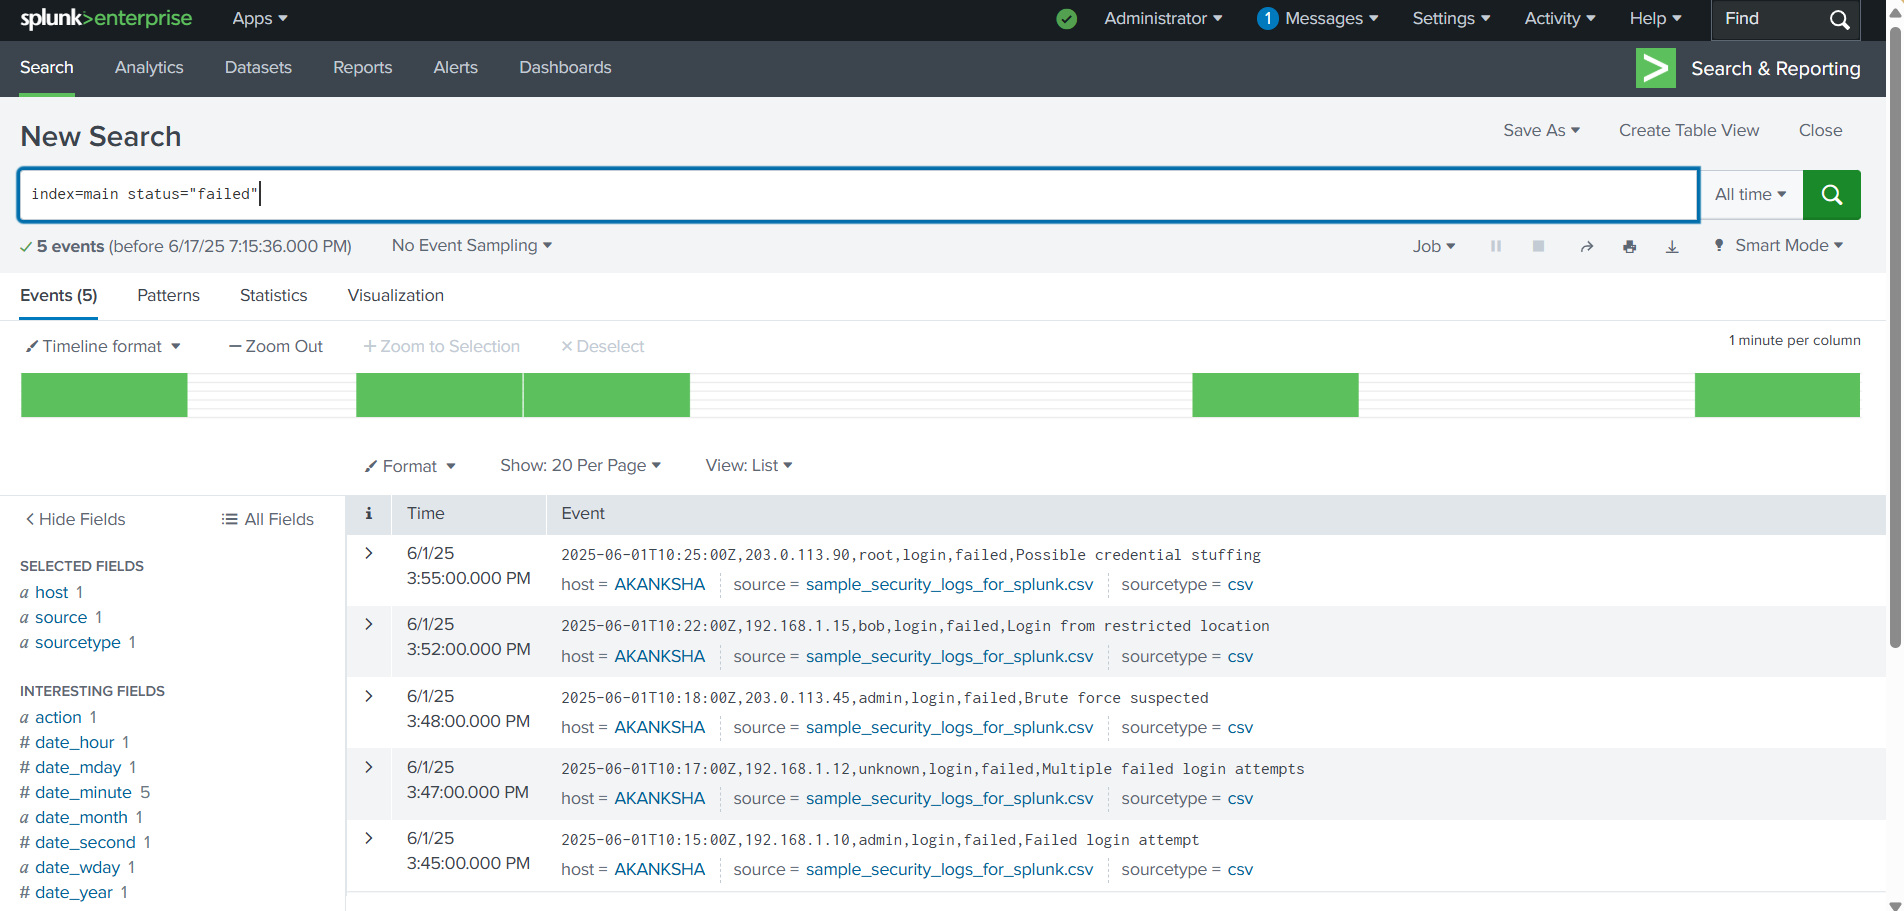 splunk>enterprise Apps Administrator 1 Messages Settings Activity Help Find
Search Analytics Datasets Reports Alerts Dashboards > Search & Reporting
New Search Save As Create Table View Close
index=main status="failed" All time
5 events (before 6/17/25 7:15:36.000 PM) No Event Sampling Job Smart Mode
Events (5) Patterns Statistics Visualization
Timeline format — Zoom Out + Zoom to Selection × Deselect 1 minute per column
Format Show: 20 Per Page View: List
< Hide Fields All Fields i Time Event
SELECTED FIELDS
a host 1
a source 1
a sourcetype 1
INTERESTING FIELDS
a action 1
# date_hour 1
# date_mday 1
# date_minute 5
a date_month 1
# date_second 1
a date_wday 1
# date_year 1
> 6/1/25 2025-06-01T10:25:00Z,203.0.113.90,root,login,failed,Possible credential stuffing
3:55:00.000 PM host = AKANKSHA source = sample_security_logs_for_splunk.csv sourcetype = csv
> 6/1/25 2025-06-01T10:22:00Z,192.168.1.15,bob,login,failed,Login from restricted location
3:52:00.000 PM host = AKANKSHA source = sample_security_logs_for_splunk.csv sourcetype = csv
> 6/1/25 2025-06-01T10:18:00Z,203.0.113.45,admin,login,failed,Brute force suspected
3:48:00.000 PM host = AKANKSHA source = sample_security_logs_for_splunk.csv sourcetype = csv
> 6/1/25 2025-06-01T10:17:00Z,192.168.1.12,unknown,login,failed,Multiple failed login attempts
3:47:00.000 PM host = AKANKSHA source = sample_security_logs_for_splunk.csv sourcetype = csv
> 6/1/25 2025-06-01T10:15:00Z,192.168.1.10,admin,login,failed,Failed login attempt
3:45:00.000 PM host = AKANKSHA source = sample_security_logs_for_splunk.csv sourcetype = csv